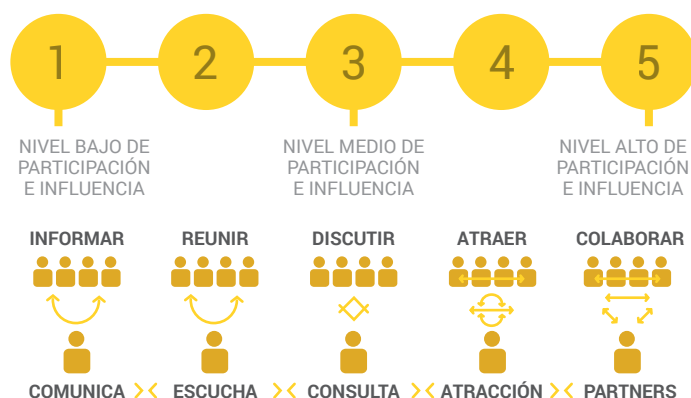 1 2 3 4 5
NIVEL BAJO DE
PARTICIPACIÓN
E INFLUENCIA
NIVEL MEDIO DE
PARTICIPACIÓN
E INFLUENCIA
NIVEL ALTO DE
PARTICIPACIÓN
E INFLUENCIA
INFORMAR REUNIR DISCUTIR ATRAER COLABORAR
COMUNICA ESCUCHA CONSULTA ATRACCIÓN PARTNERS